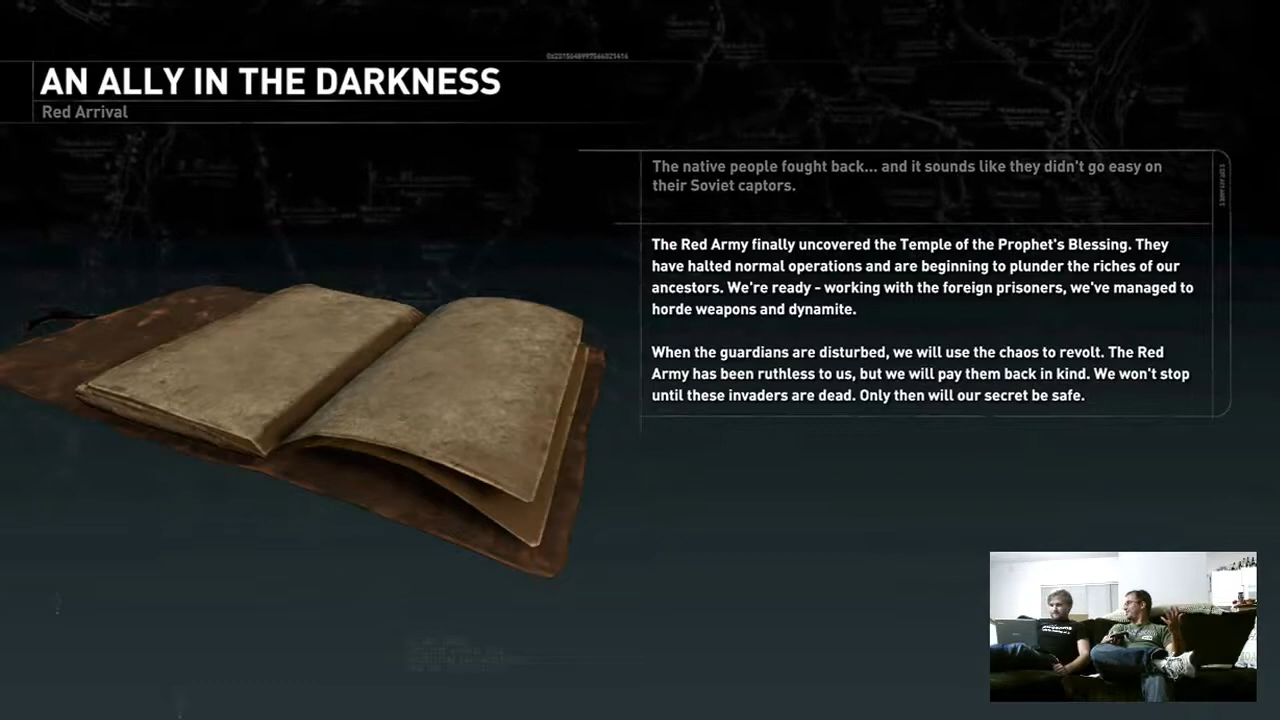 AN ALLY IN THE DARKNESS
Red Arrival
The native people fought back... and it sounds like they didn't go easy on
their Soviet captors.
The Red Army finally uncovered the Temple of the Prophet's Blessing. They
have halted normal operations and are beginning to plunder the riches of our
ancestors. We're ready - working with the foreign prisoners, we've managed to
horde weapons and dynamite.
When the guardians are disturbed, we will use the chaos to revolt. The Red
Army has been ruthless to us, but we will pay them back in kind. We won't stop
until these invaders are dead. Only then will our secret be safe.